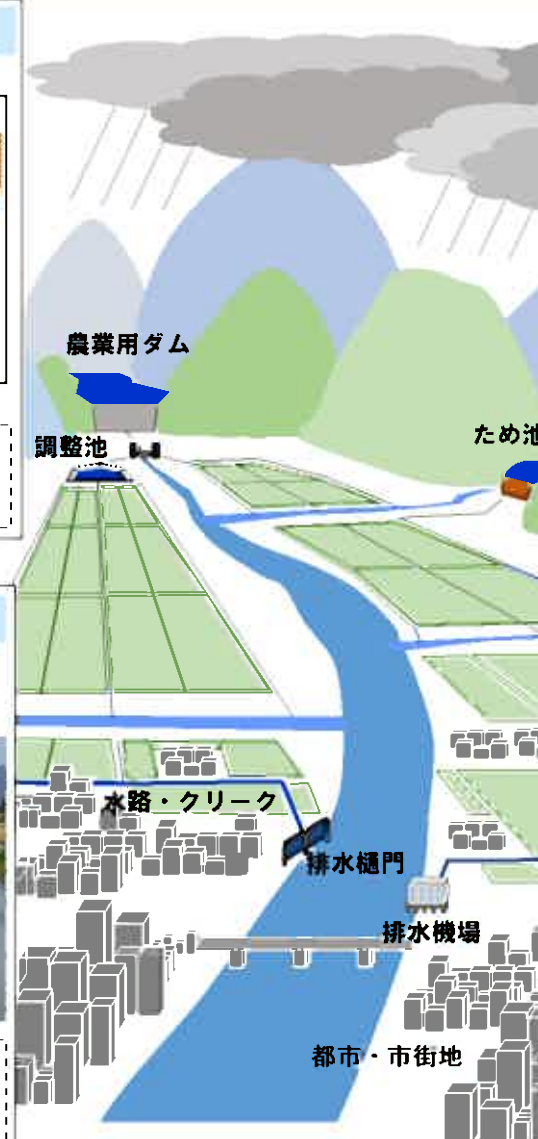 農業用ダム
調整池
ため池
水路・クリーク
排水樋門
排水機場
都市・市街地